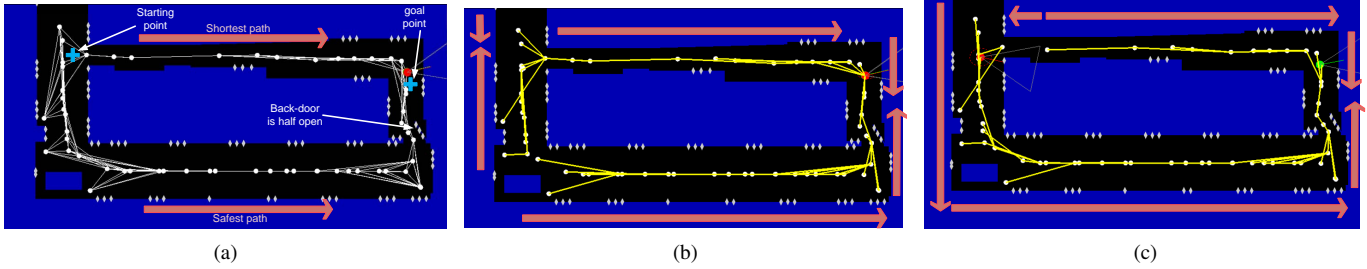 Starting
point
Shortest path
goal
point
Back-door
is half open
Safest path
(a)
(b)
(c)